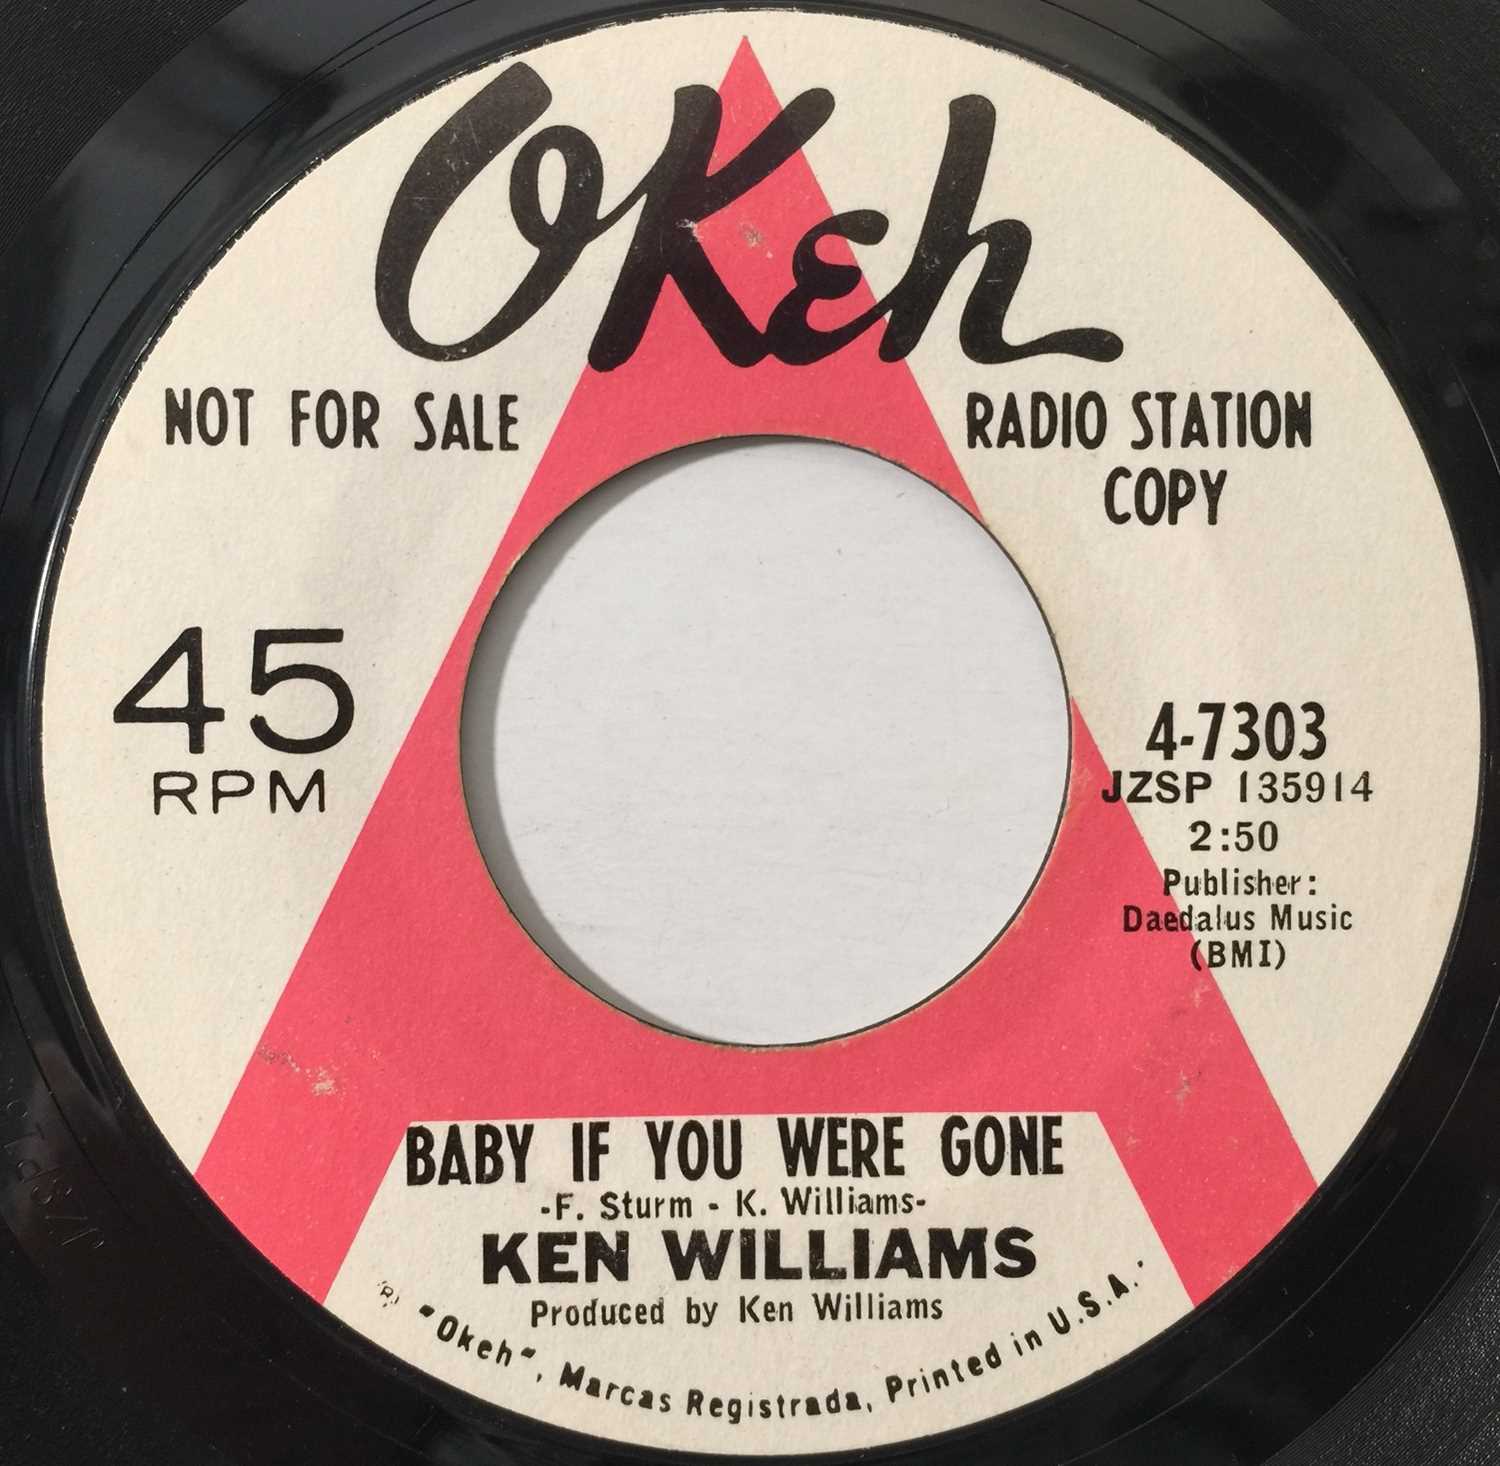 Okeh
NOT FOR SALE
RADIO STATION
COPY
45
RPM
4-7303
JZSP 135914
2:50
Publisher:
Daedalus Music
(BMI)
BABY IF YOU WERE GONE
-F. Sturm - K. Williams-
KEN WILLIAMS
Produced by Ken Williams
(R) "Okeh", Marcas Registrada, Printed in U.S.A.